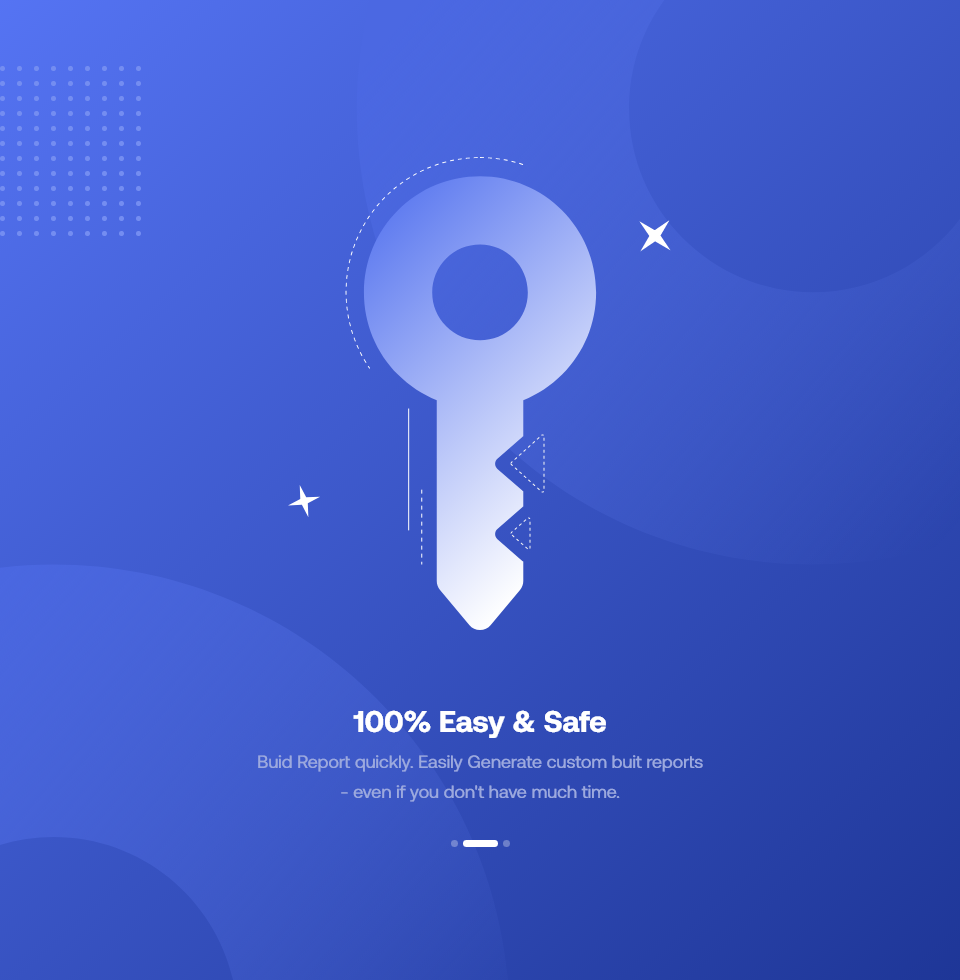 100% Easy & Safe
Buid Report quickly. Easily Generate custom buit reports
- even if you don't have much time.